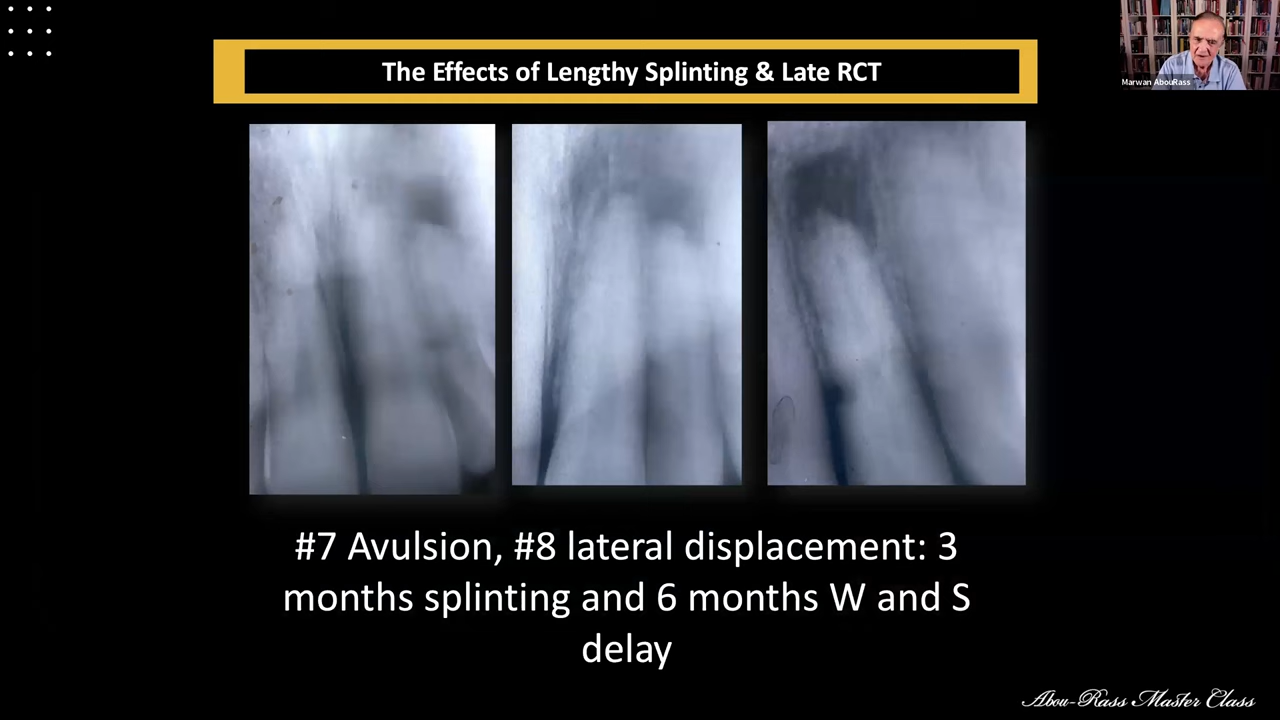 The Effects of Lengthy Splinting & Late RCT
Marwan AbouRass
#7 Avulsion, #8 lateral displacement: 3
months splinting and 6 months W and S
delay
Abou-Rass Master Class